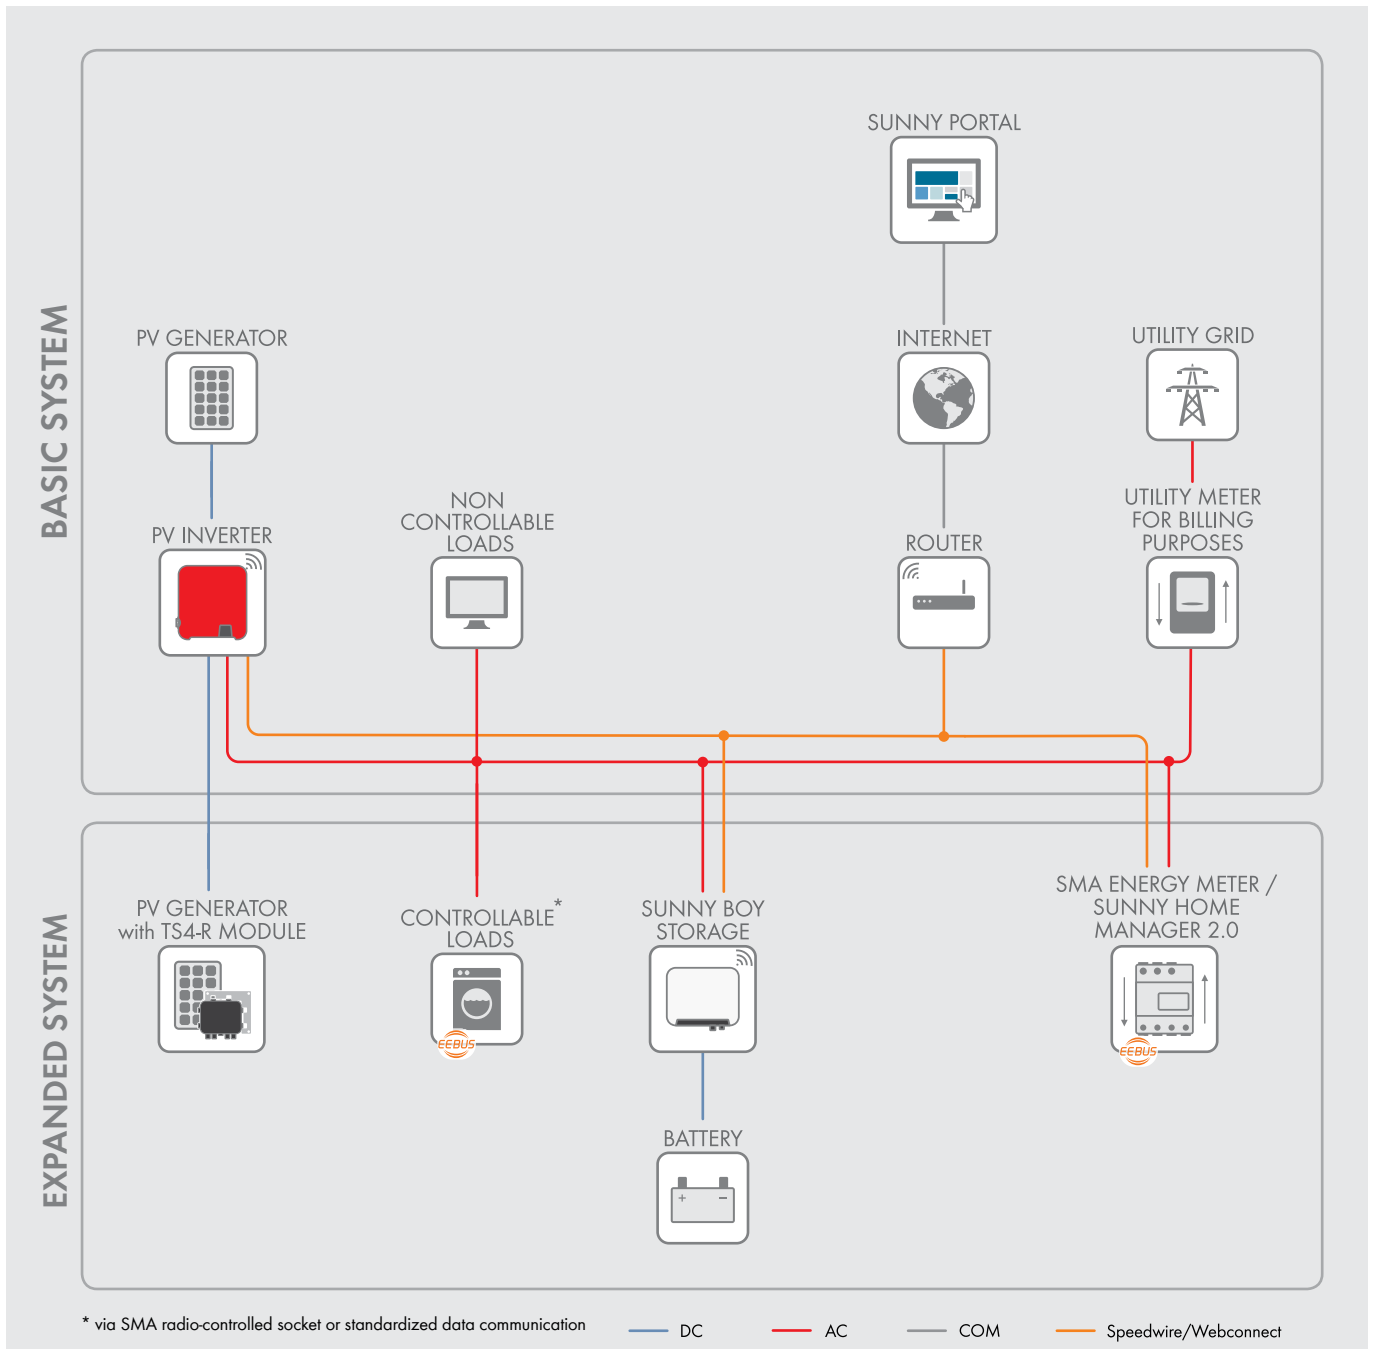 BASIC SYSTEM
SUNNY PORTAL
PV GENERATOR
INTERNET
UTILITY GRID
PV INVERTER
NON
CONTROLLABLE
LOADS
ROUTER
UTILITY METER
FOR BILLING
PURPOSES
EXPANDED SYSTEM
PV GENERATOR
with TS4-R MODULE
CONTROLLABLE*
LOADS
EEBUS
SUNNY BOY
STORAGE
SMA ENERGY METER /
SUNNY HOME
MANAGER 2.0
EEBUS
BATTERY
+ −
* via SMA radio-controlled socket or standardized data communication
DC
AC
COM
Speedwire/Webconnect